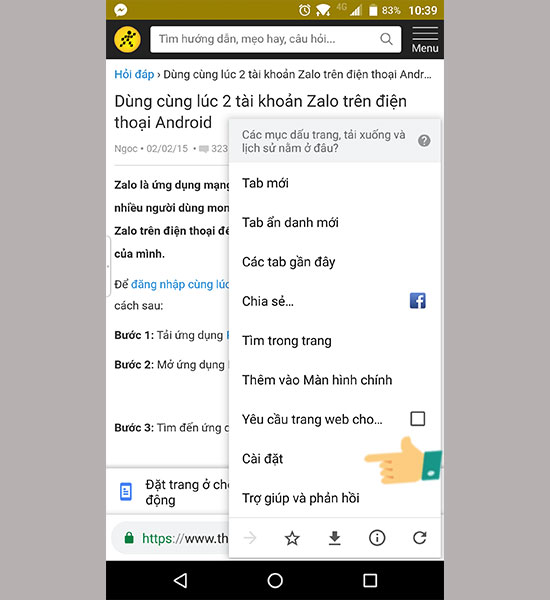 4G 83% 10:39
Tìm hướng dẫn, mẹo hay, câu hỏi...
Menu
Hỏi đáp › Dùng cùng lúc 2 tài khoản Zalo trên điện thoại Andr...
Dùng cùng lúc 2 tài khoản Zalo trên điện
thoại Android
Ngọc • 02/02/15 • 323
Zalo là ứng dụng mạng
nhiều người dùng mon
Zalo trên điện thoại để
của mình.
Để đăng nhập cùng lúc
cách sau:
Bước 1: Tải ứng dụng
Bước 2: Mở ứng dụng
Bước 3: Tìm đến ứng d
Các mục dấu trang, tải xuống và
lịch sử nằm ở đâu?
Tab mới
Tab ẩn danh mới
Các tab gần đây
Chia sẻ...
Tìm trong trang
Thêm vào Màn hình chính
Yêu cầu trang web cho...
Cài đặt
Trợ giúp và phản hồi
Đặt trang ở ch
động
https://www.th